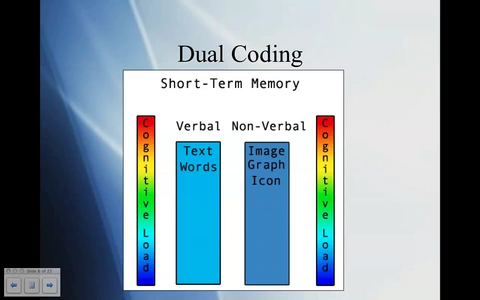 Dual Coding
Short-Term Memory
Verbal Non-Verbal
Cognitive Load
Text
Words
Image
Graph
Icon
Cognitive Load